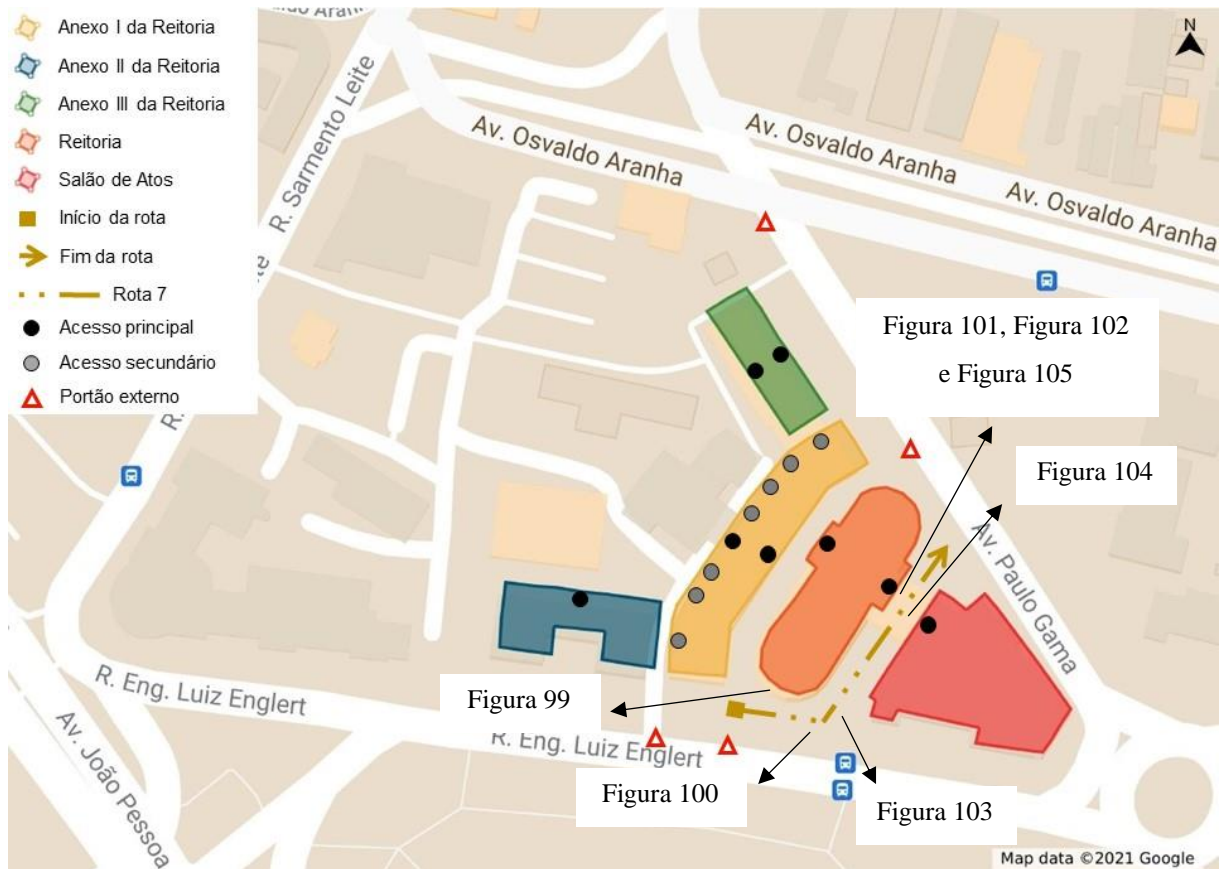 Anexo I da Reitoria
Anexo II da Reitoria
Anexo III da Reitoria
Reitoria
Salão de Atos
Início da rota
Fim da rota
Rota 7
Acesso principal
Acesso secundário
Portão externo
N
R. Sarmento Leite
Av. Osvaldo Aranha
Av. Osvaldo Aranha
Av. Osvaldo Aranha
Figura 101, Figura 102
e Figura 105
Figura 104
Av. Paulo Gama
R. Eng. Luiz Englert
Figura 99
R. Eng. Luiz Englert
Av. João Pessoa
Figura 100
Figura 103
Map data ©2021 Google